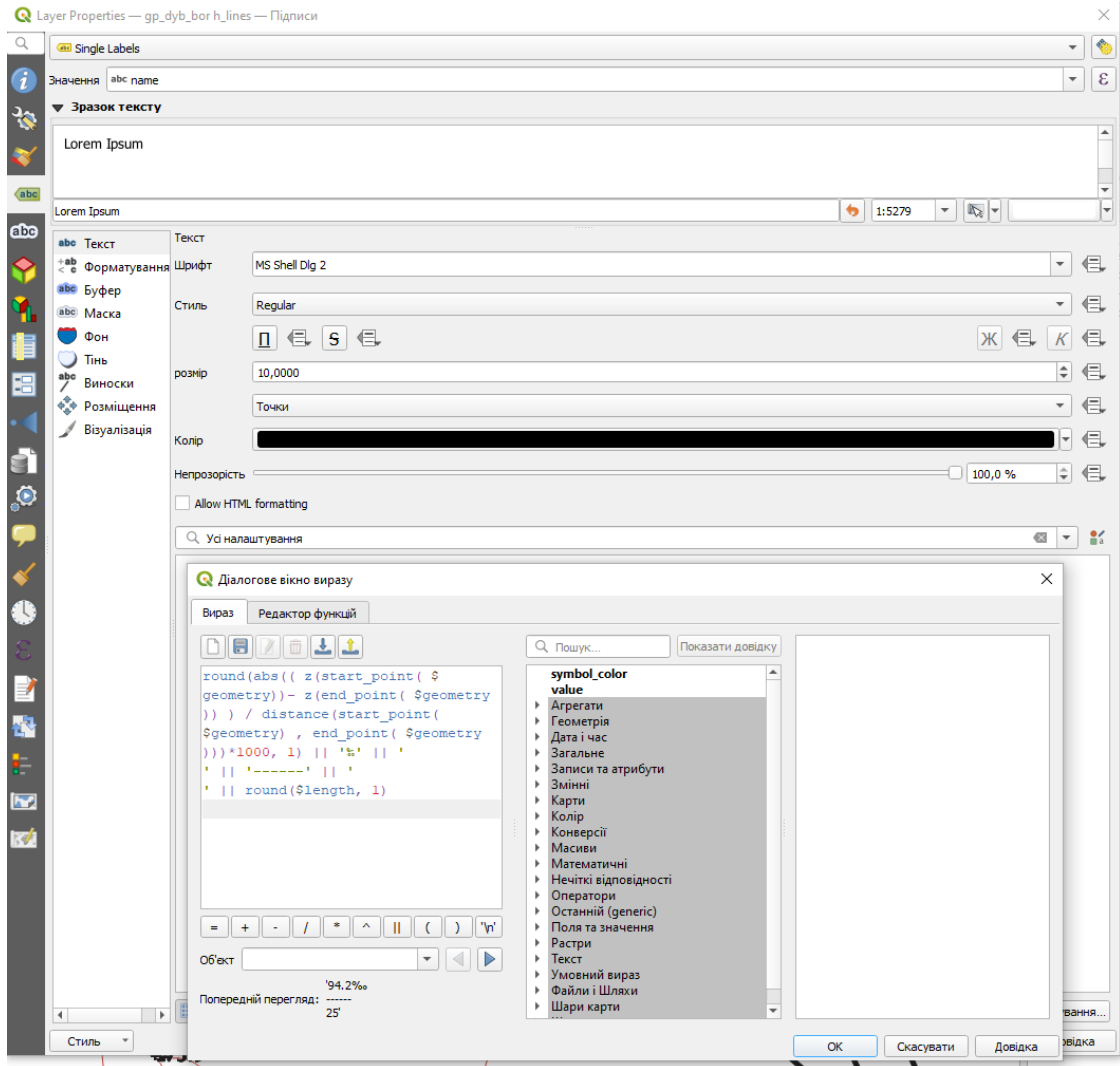 Layer Properties — gp_dyb_bor h_lines — Підписи
Single Labels
Значення abc name
Зразок тексту
Lorem Ipsum
Lorem Ipsum 1:5279
abc Текст
Форматування
Буфер
Маска
Фон
Тінь
Виноски
Розміщення
Візуалізація
Текст
Шрифт MS Shell Dlg 2
Стиль Regular
П S Ж К
розмір 10,0000
Точки
Колір
Непрозорість 100,0 %
Allow HTML formatting
Усі налаштування
Діалогове вікно виразу
Вираз Редактор функцій
round(abs(( z(start_point( $
geometry))- z(end_point( $geometry
)) ) / distance(start_point(
$geometry) , end_point( $geometry
)))*1000, 1) || '‰' || '
' || '------' || '
' || round($length, 1)
= + - / * ^ || ( ) '\n'
Об'єкт
Попередній перегляд: '94.2‰
------
25'
Пошук... Показати довідку
symbol_color
value
Агрегати
Геометрія
Дата і час
Загальне
Записи та атрибути
Змінні
Карти
Колір
Конверсії
Масиви
Математичні
Нечіткі відповідності
Оператори
Останній (generic)
Поля та значення
Растри
Текст
Умовний вираз
Файли і Шляхи
Шари карти
OK Скасувати Довідка
Стиль
вання...
овідка